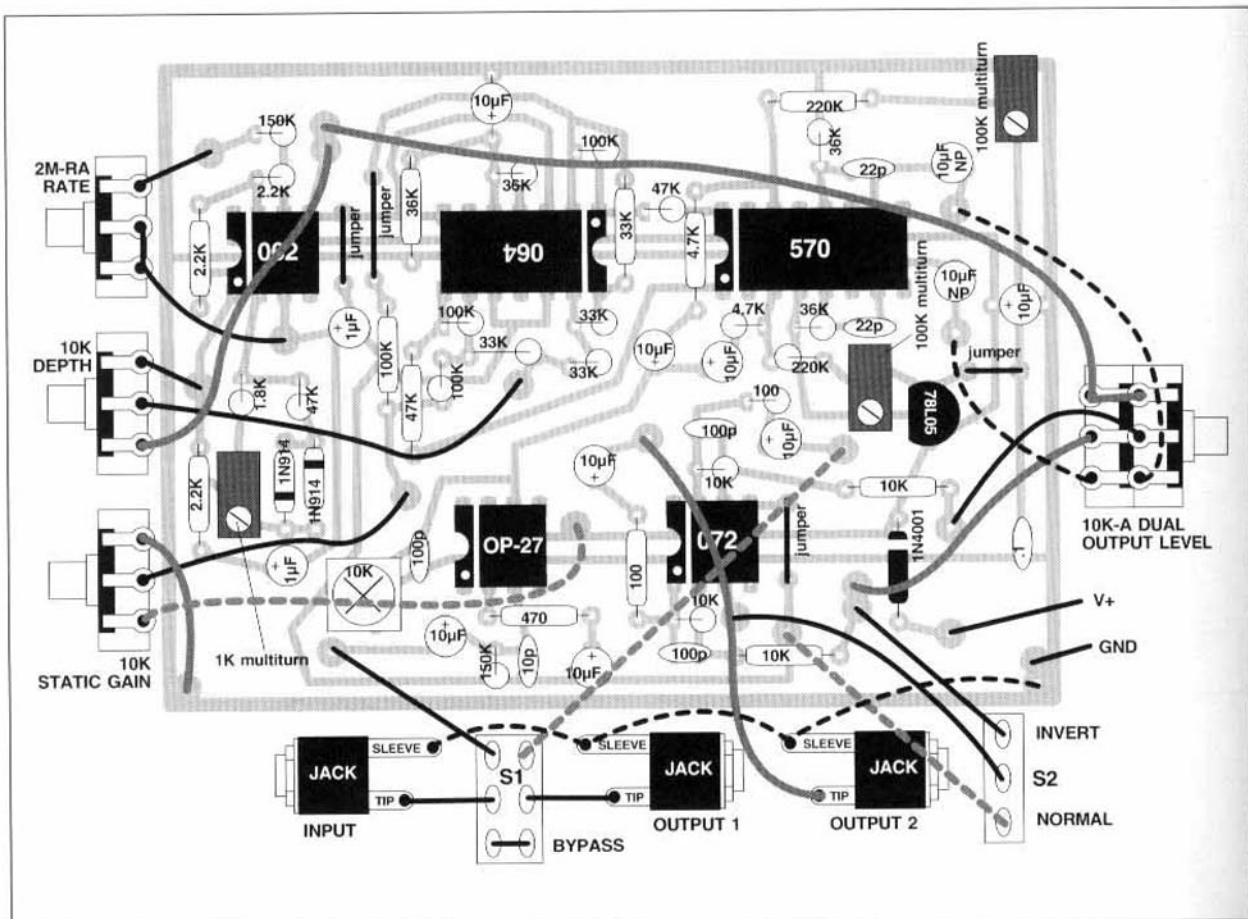 10µF
+
220K
100K multiturn
150K
36K
100K
22p
10µF
NP
2M-RA
RATE
2.2K
36K
36K
47K
33K
4.7K
2.2K
062
jumper
jumper
064
570
10µF
NP
+
10µF
100K multiturn
+
1µF
100K
100K
33K
33K
4.7K
36K
22p
10K
DEPTH
33K
100K
10µF
+
+
10µF
220K
jumper
1.8K
47K
47K
100
78L05
100p
10µF
+
10µF
+
10K
10K
2.2K
1N914
1N914
100p
OP-27
072
jumper
1N4001
10K-A DUAL
OUTPUT LEVEL
+
1µF
10K
100
.1
10K
STATIC GAIN
1K multiturn
470
10K
V+
10µF
+
150K
10p
10µF
+
100p
10K
GND
SLEEVE
JACK
TIP
INPUT
S1
BYPASS
SLEEVE
JACK
TIP
OUTPUT 1
SLEEVE
JACK
TIP
OUTPUT 2
INVERT
S2
NORMAL